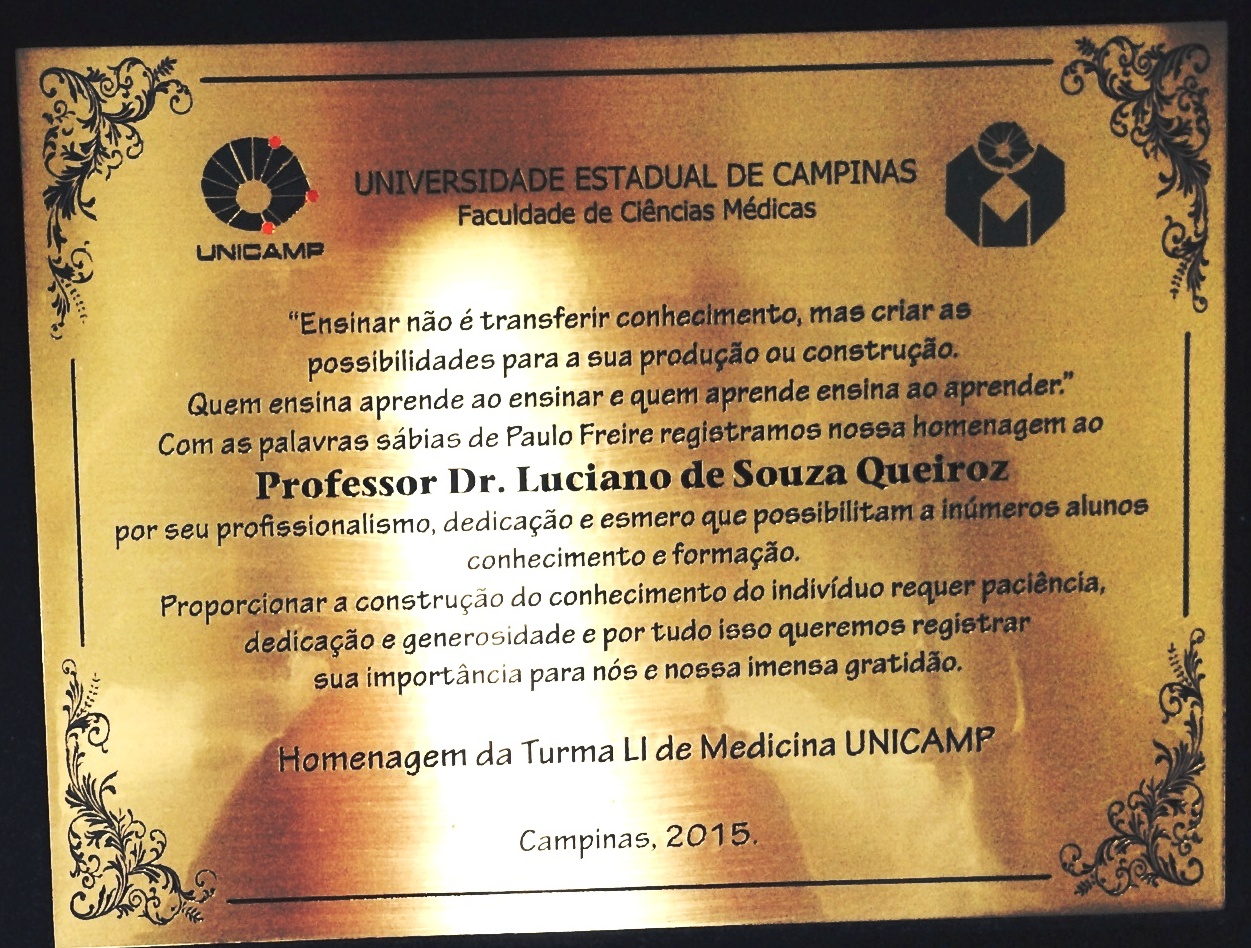 UNICAMP
UNIVERSIDADE ESTADUAL DE CAMPINAS
Faculdade de Ciências Médicas
“Ensinar não é transferir conhecimento, mas criar as
possibilidades para a sua produção ou construção.
Quem ensina aprende ao ensinar e quem aprende ensina ao aprender.”
Com as palavras sábias de Paulo Freire registramos nossa homenagem ao
Professor Dr. Luciano de Souza Queiroz
por seu profissionalismo, dedicação e esmero que possibilitam a inúmeros alunos
conhecimento e formação.
Proporcionar a construção do conhecimento do indivíduo requer paciência,
dedicação e generosidade e por tudo isso queremos registrar
sua importância para nós e nossa imensa gratidão.
Homenagem da Turma LI de Medicina UNICAMP
Campinas, 2015.